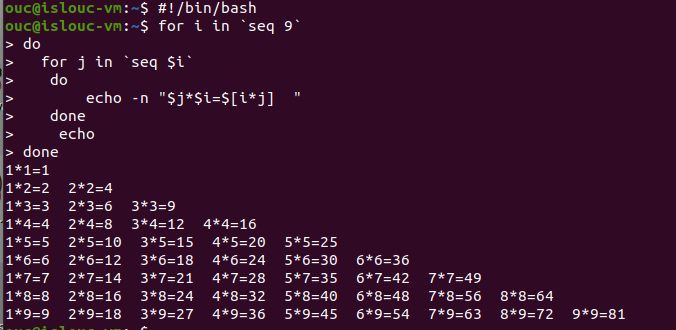 ouc@islouc-vm:~$ #!/bin/bash
ouc@islouc-vm:~$ for i in `seq 9`
> do
>   for j in `seq $i`
>    do
>        echo -n "$j*$i=$[i*j]  "
>    done
>     echo
> done
1*1=1
1*2=2  2*2=4
1*3=3  2*3=6  3*3=9
1*4=4  2*4=8  3*4=12  4*4=16
1*5=5  2*5=10  3*5=15  4*5=20  5*5=25
1*6=6  2*6=12  3*6=18  4*6=24  5*6=30  6*6=36
1*7=7  2*7=14  3*7=21  4*7=28  5*7=35  6*7=42  7*7=49
1*8=8  2*8=16  3*8=24  4*8=32  5*8=40  6*8=48  7*8=56  8*8=64
1*9=9  2*9=18  3*9=27  4*9=36  5*9=45  6*9=54  7*9=63  8*9=72  9*9=81